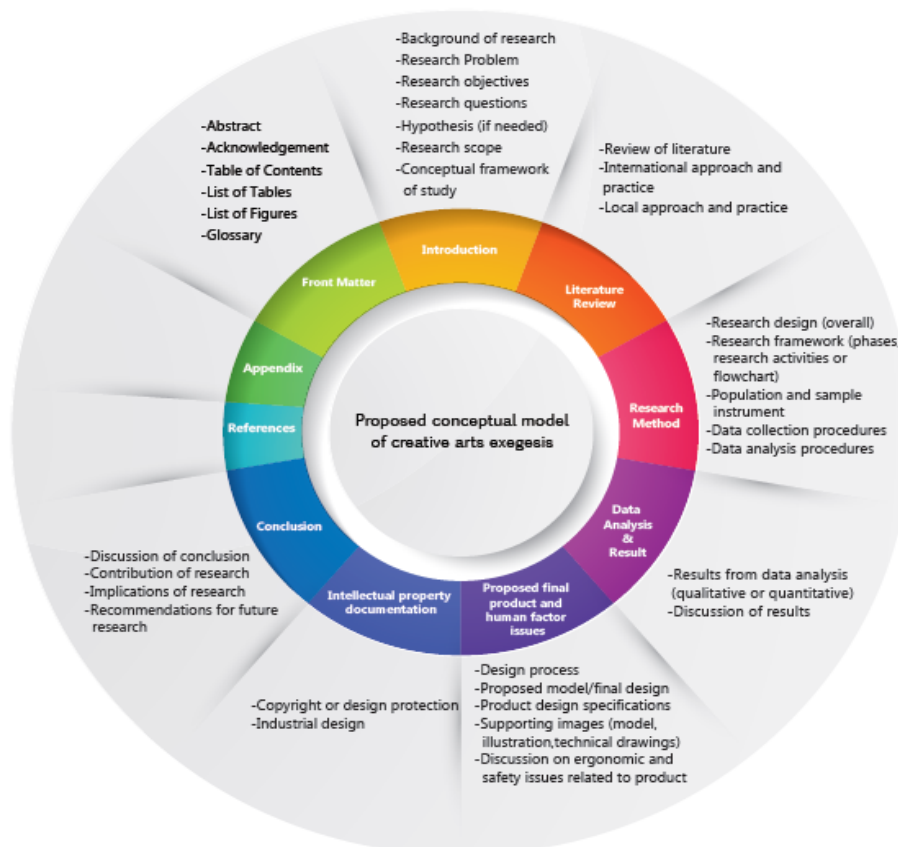 Proposed conceptual model
of creative arts exegesis
Front Matter
-Abstract
-Acknowledgement
-Table of Contents
-List of Tables
-List of Figures
-Glossary
Introduction
-Background of research
-Research Problem
-Research objectives
-Research questions
-Hypothesis (if needed)
-Research scope
-Conceptual framework
of study
Literature
Review
-Review of literature
-International approach and
practice
-Local approach and practice
Research
Method
-Research design (overall)
-Research framework (phases,
research activities or
flowchart)
-Population and sample
instrument
-Data collection procedures
-Data analysis procedures
Data
Analysis
&
Result
-Results from data analysis
(qualitative or quantitative)
-Discussion of results
Proposed final
product and
human factor
issues
-Design process
-Proposed model/final design
-Product design specifications
-Supporting images (model,
illustration,technical drawings)
-Discussion on ergonomic and
safety issues related to product
Intellectual property
documentation
-Copyright or design protection
-Industrial design
Conclusion
-Discussion of conclusion
-Contribution of research
-Implications of research
-Recommendations for future
research
References
Appendix